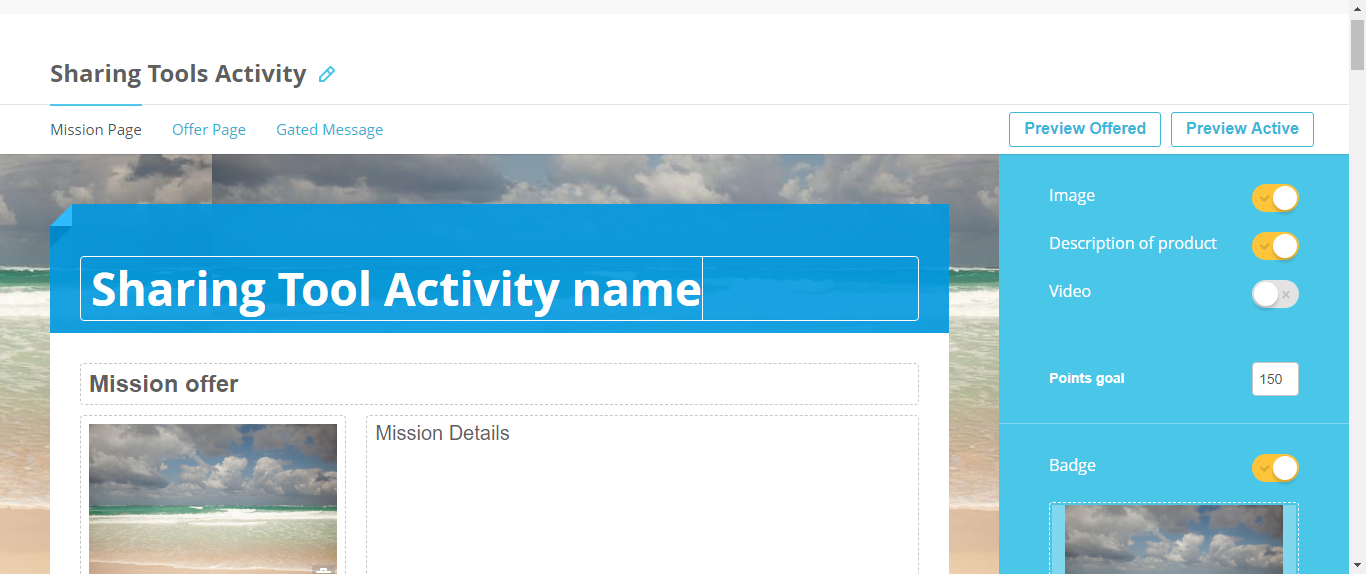 Sharing Tools Activity
Mission Page Offer Page Gated Message Preview Offered Preview Active
Image
Description of product
Sharing Tool Activity name
Video
Points goal 150
Mission offer
Mission Details
Badge